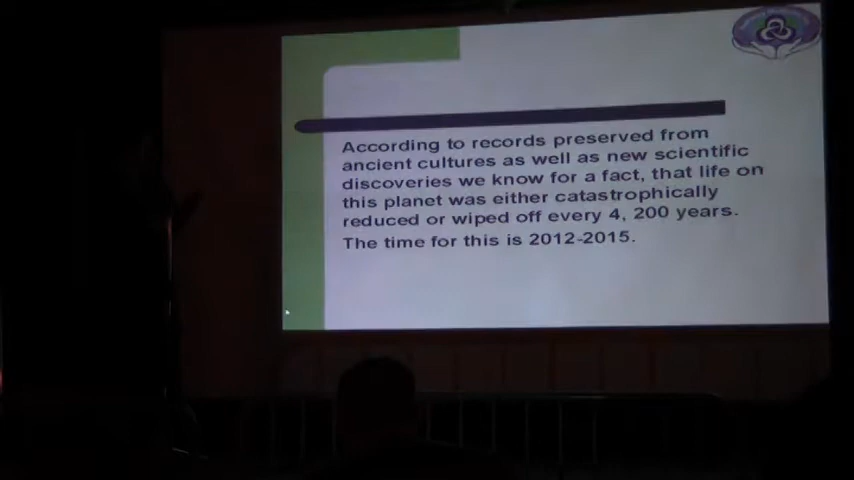 According to records preserved from
ancient cultures as well as new scientific
discoveries we know for a fact, that life on
this planet was either catastrophically
reduced or wiped off every 4, 200 years.
The time for this is 2012-2015.